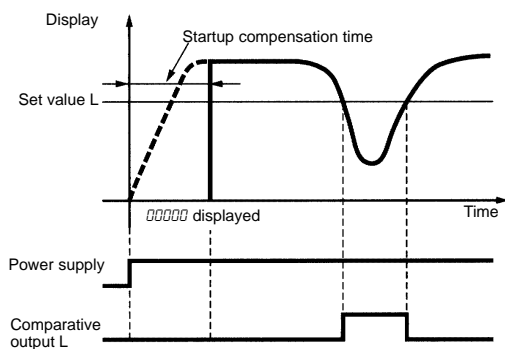 Display
Startup compensation time
Set value L
00000 displayed
Time
Power supply
Comparative
output L